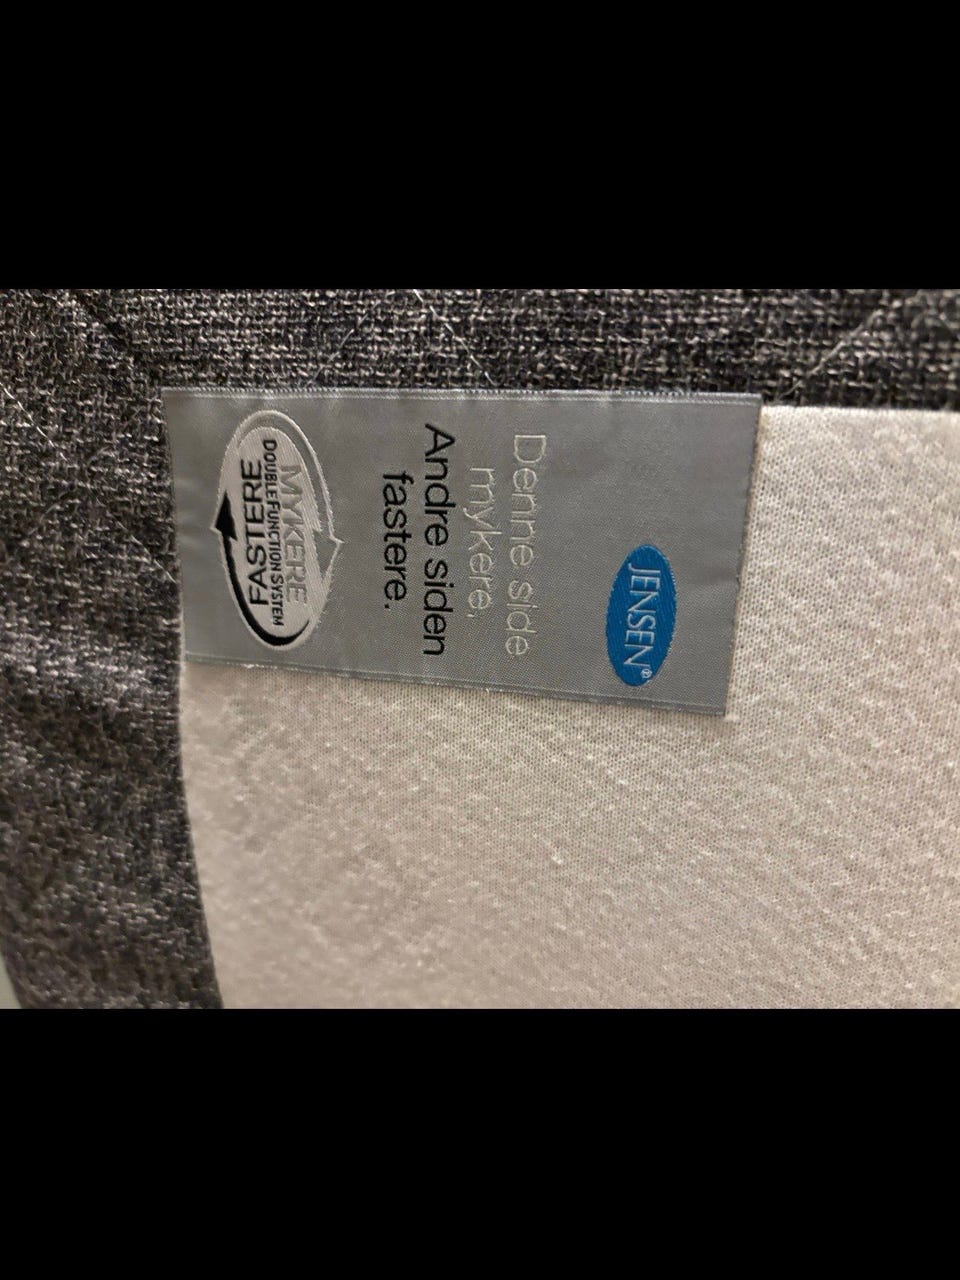 JENSEN®
Denne side
mykere,
Andre siden
fastere.
MYKERE
DOUBLE FUNCTION SYSTEM
FASTERE